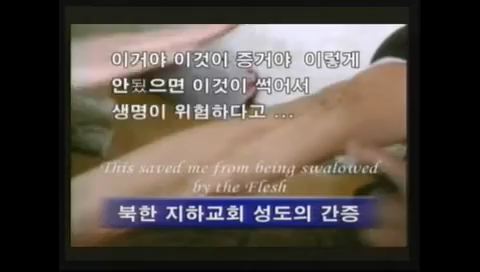 이거야 이것이 증거야 이렇게
안됬으면 이것이 썩어서
생명이 위험하다고 ...
This saved me from being swallowed
by the Flesh
북한 지하교회 성도의 간증